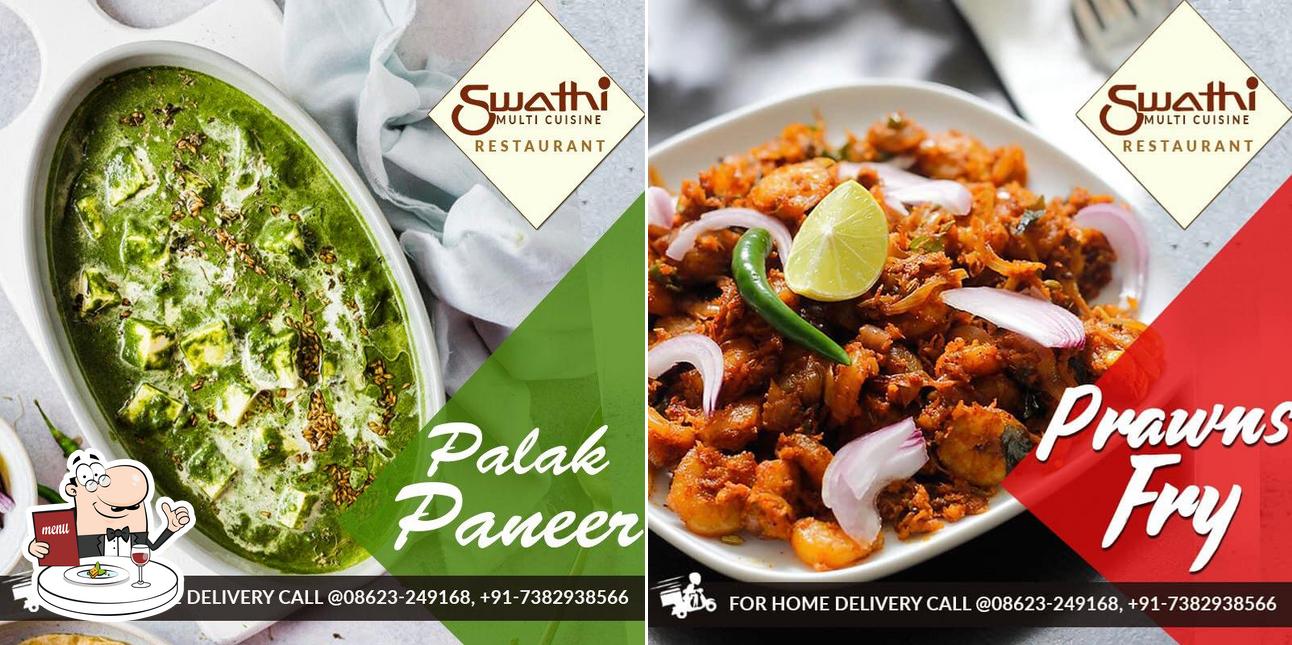 Swathi
MULTI CUISINE
RESTAURANT
Palak
Paneer
menu
E DELIVERY CALL @08623-249168, +91-7382938566
Swathi
MULTI CUISINE
RESTAURANT
Prawns
Fry
FOR HOME DELIVERY CALL @08623-249168, +91-7382938566